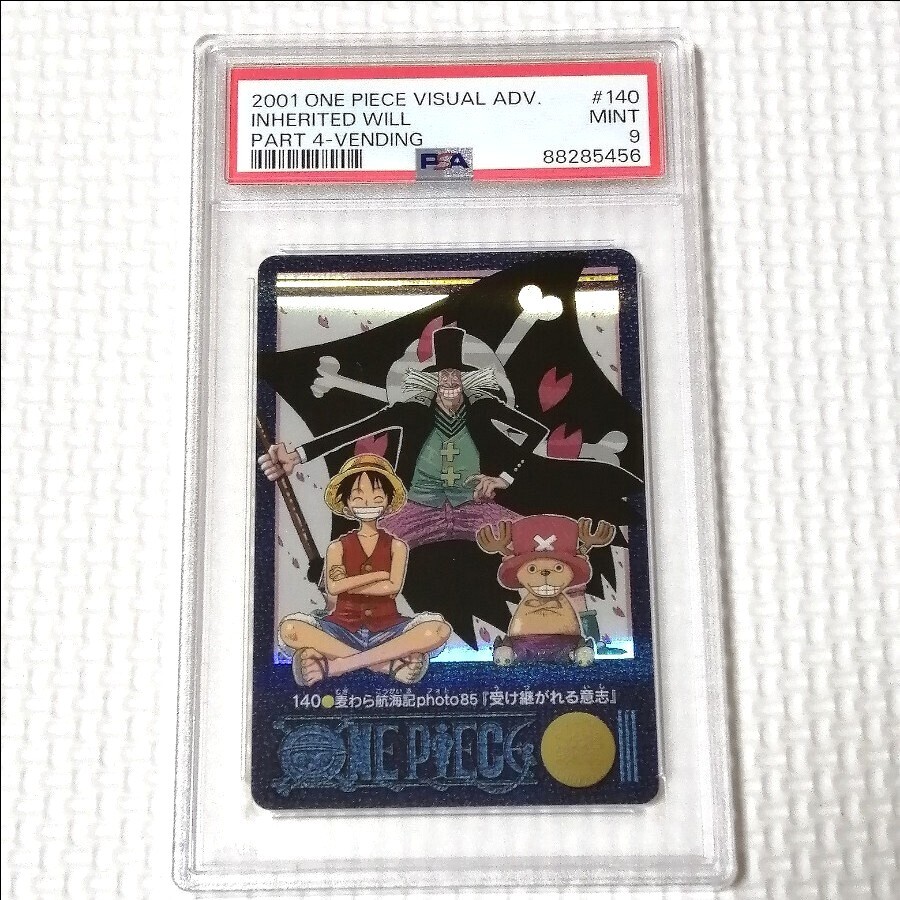 2001 ONE PIECE VISUAL ADV. #140
INHERITED WILL MINT
PART 4-VENDING 9
PSA 88285456
140●麦わら航海記photo85『受け継がれる意志』
ONE PIECE